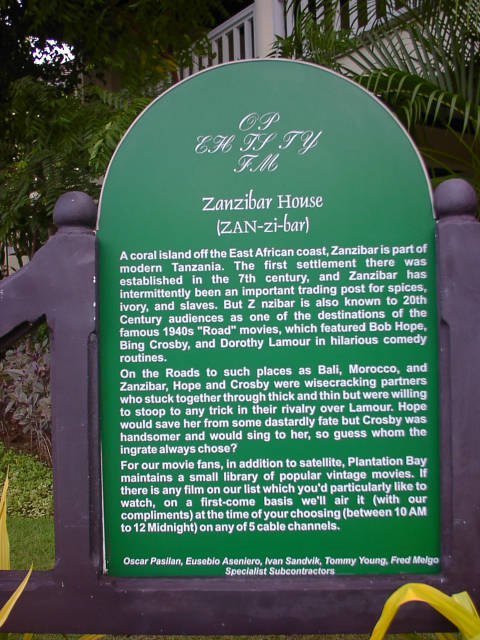 OP
EH TS TY
FM
Zanzibar House
(ZAN-zi-bar)
A coral island off the East African coast, Zanzibar is part of
modern Tanzania. The first settlement there was
established in the 7th century, and Zanzibar has
intermittently been an important trading post for spices,
ivory, and slaves. But Z nzibar is also known to 20th
Century audiences as one of the destinations of the
famous 1940s "Road" movies, which featured Bob Hope,
Bing Crosby, and Dorothy Lamour in hilarious comedy
routines.
On the Roads to such places as Bali, Morocco, and
Zanzibar, Hope and Crosby were wisecracking partners
who stuck together through thick and thin but were willing
to stoop to any trick in their rivalry over Lamour. Hope
would save her from some dastardly fate but Crosby was
handsomer and would sing to her, so guess whom the
ingrate always chose?
For our movie fans, in addition to satellite, Plantation Bay
maintains a small library of popular vintage movies. If
there is any film on our list which you'd particularly like to
watch, on a first-come basis we'll air it (with our
compliments) at the time of your choosing (between 10 AM
to 12 Midnight) on any of 5 cable channels.
Oscar Pasilan, Eusebio Aseniero, Ivan Sandvik, Tommy Young, Fred Melgo
Specialist Subcontractors